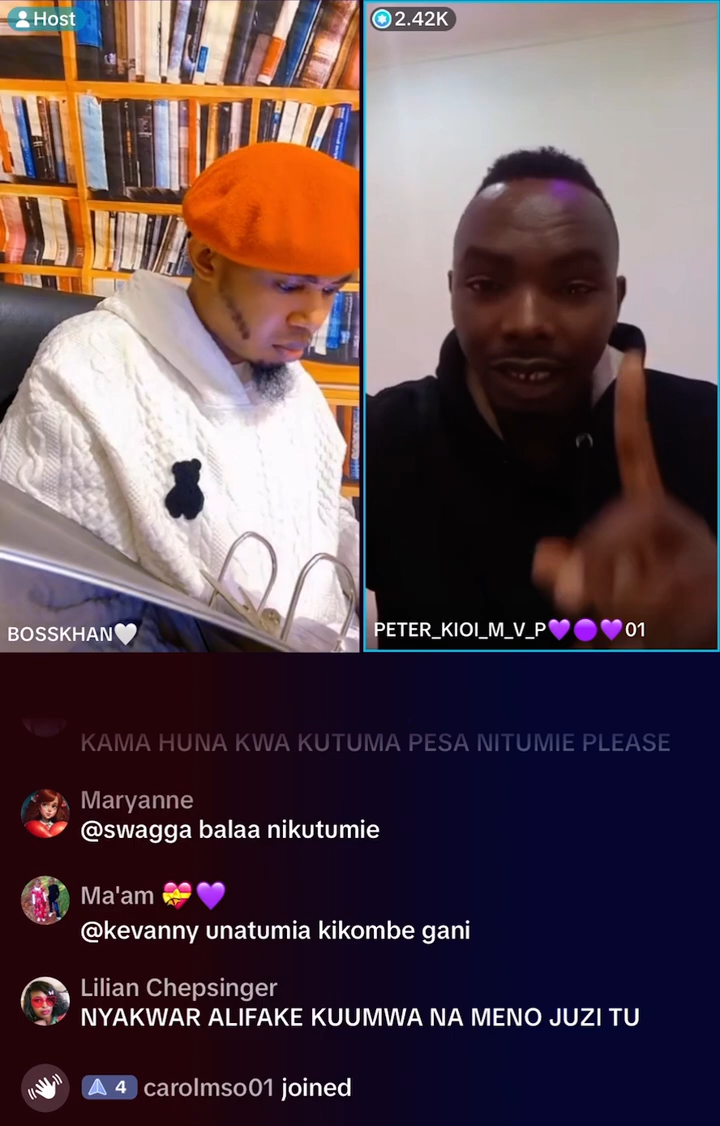 Host
2.42K
BOSSKHAN🤍
PETER_KIOI_M_V_P💜🟣💜01
KAMA HUNA KWA KUTUMA PESA NITUMIE PLEASE
Maryanne
@swagga balaa nikutumie
Ma'am 💝💜
@kevanny unatumia kikombe gani
Lilian Chepsinger
NYAKWAR ALIFAKE KUUMWA NA MENO JUZI TU
4 carolmso01 joined